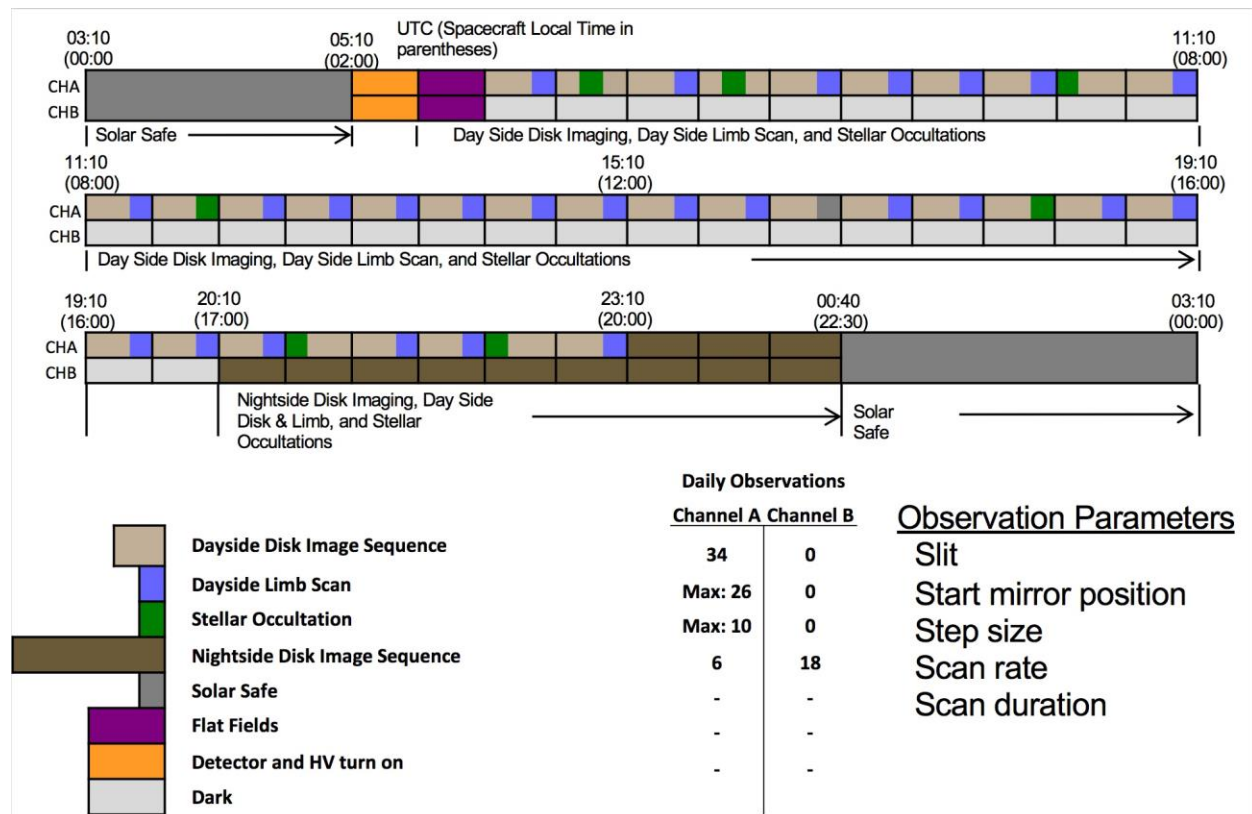 UTC (Spacecraft Local Time in
parentheses)
03:10
(00:00
05:10
(02:00)
11:10
(08:00)
CHA
CHB
Solar Safe
Day Side Disk Imaging, Day Side Limb Scan, and Stellar Occultations
11:10
(08:00)
15:10
(12:00)
19:10
(16:00)
CHA
CHB
Day Side Disk Imaging, Day Side Limb Scan, and Stellar Occultations
19:10
(16:00)
20:10
(17:00)
23:10
(20:00)
00:40
(22:30)
03:10
(00:00)
CHA
CHB
Nightside Disk Imaging, Day Side
Disk & Limb, and Stellar
Occultations
Solar
Safe
Daily Observations
Channel A Channel B
Dayside Disk Image Sequence 34 0
Dayside Limb Scan Max: 26 0
Stellar Occultation Max: 10 0
Nightside Disk Image Sequence 6 18
Solar Safe - -
Flat Fields - -
Detector and HV turn on - -
Dark
Observation Parameters
Slit
Start mirror position
Step size
Scan rate
Scan duration